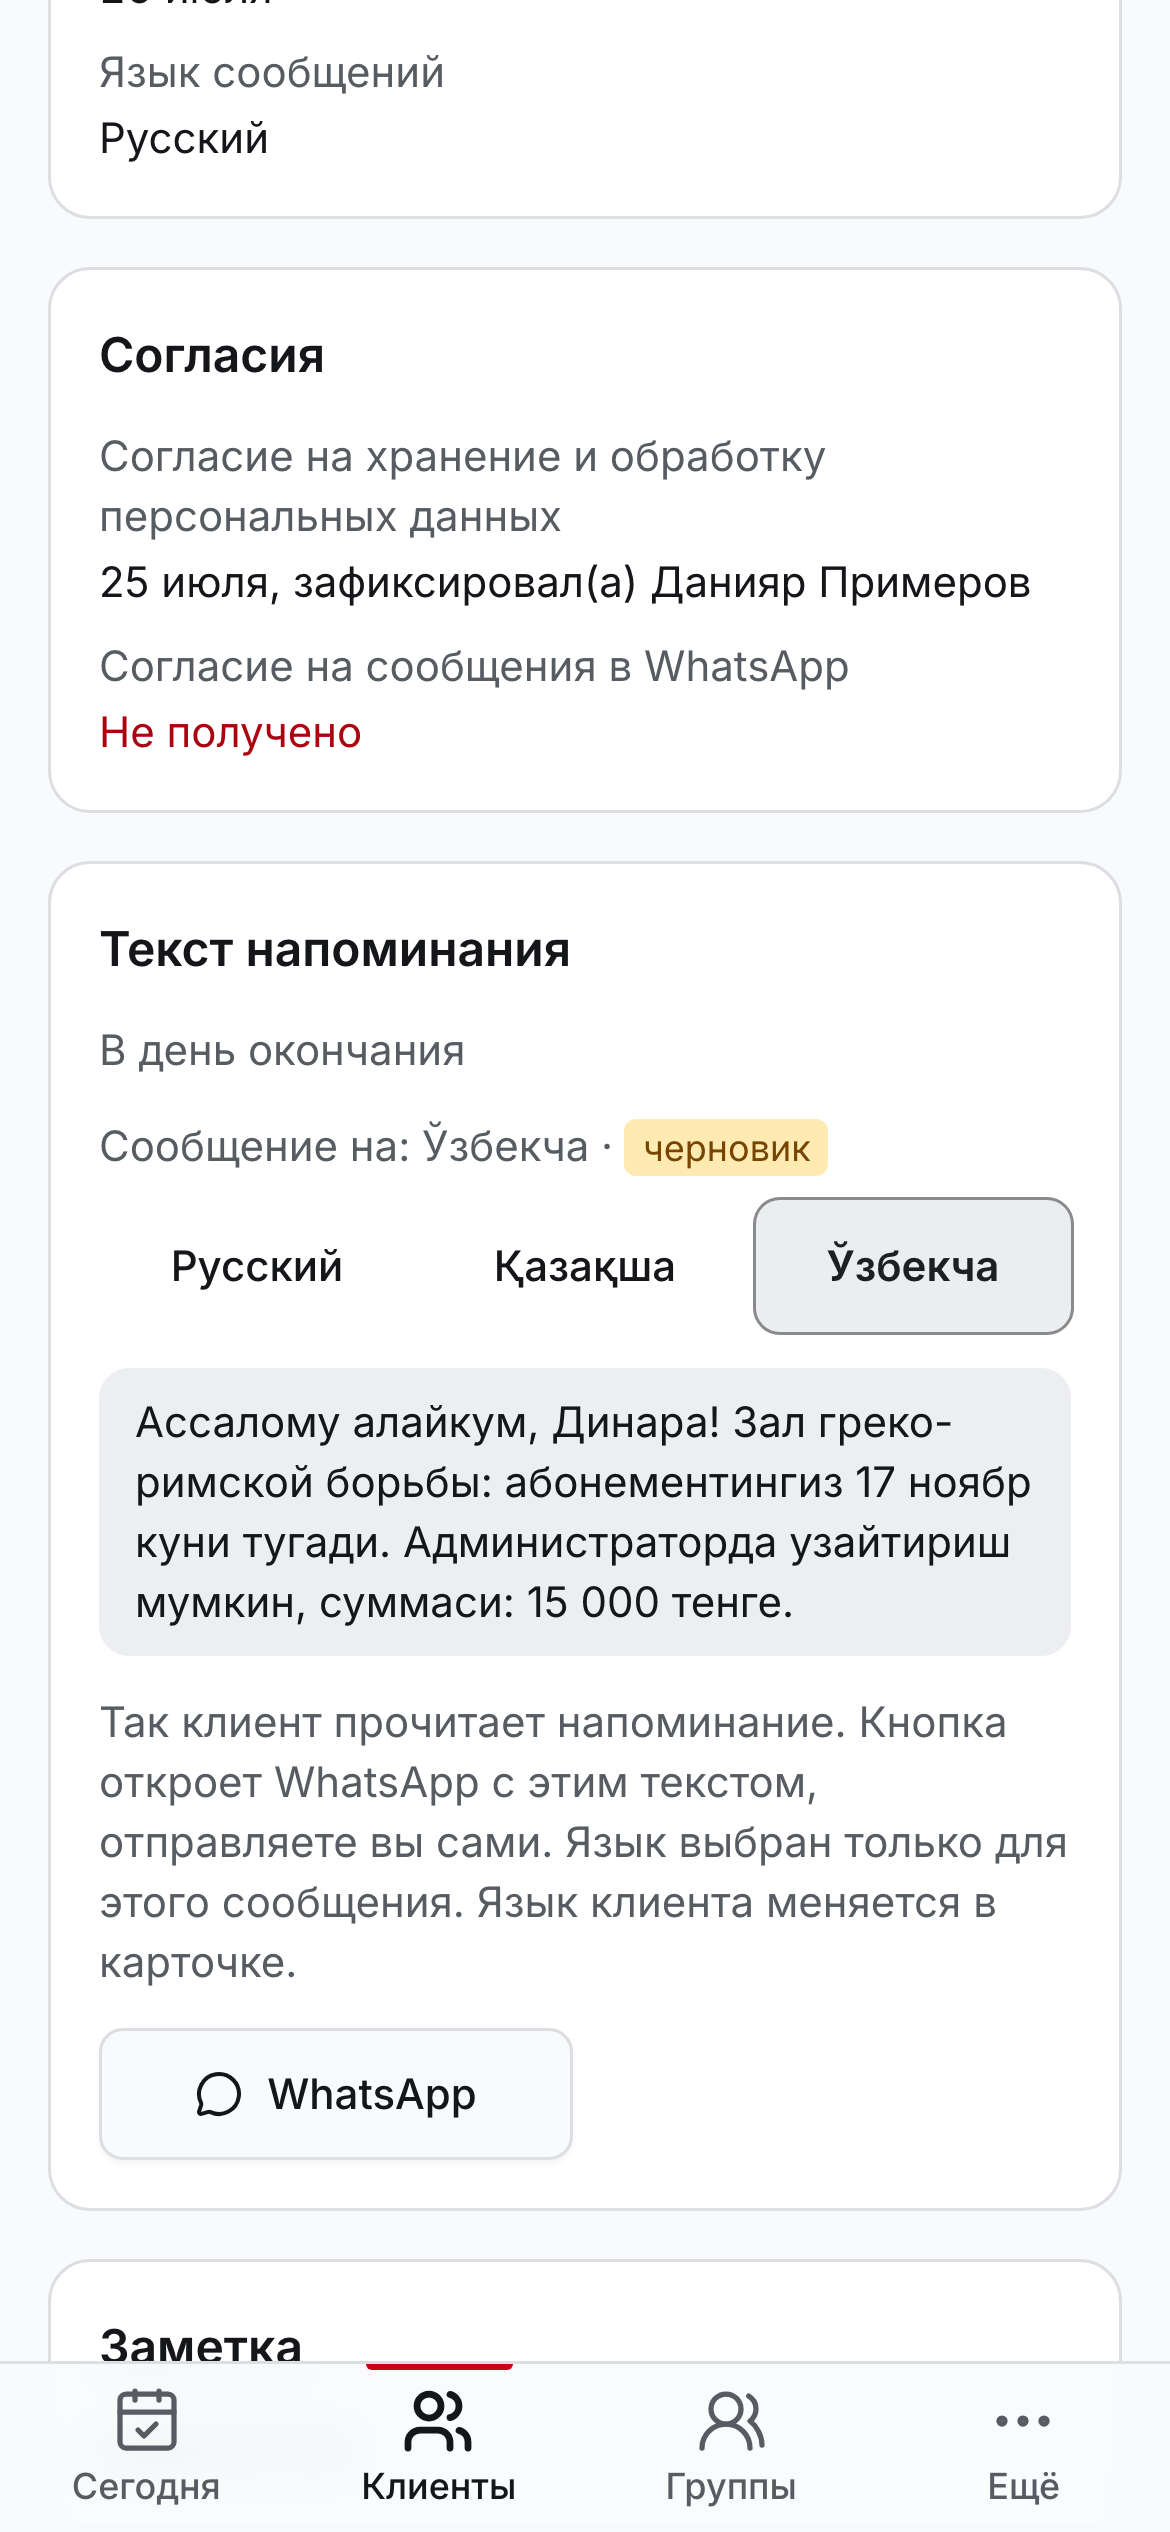 Язык сообщений
Русский
Согласия
Согласие на хранение и обработку
персональных данных
25 июля, зафиксировал(а) Данияр Примеров
Согласие на сообщения в WhatsApp
Не получено
Текст напоминания
В день окончания
Сообщение на: Ўзбекча · черновик
Русский Қазақша Ўзбекча
Ассалому алайкум, Динара! Зал греко-
римской борьбы: абонементингиз 17 ноябр
куни тугади. Администраторда узайтириш
мумкин, суммаси: 15 000 тенге.
Так клиент прочитает напоминание. Кнопка
откроет WhatsApp с этим текстом,
отправляете вы сами. Язык выбран только для
этого сообщения. Язык клиента меняется в
карточке.
WhatsApp
Заметка
Сегодня Клиенты Группы Ещё